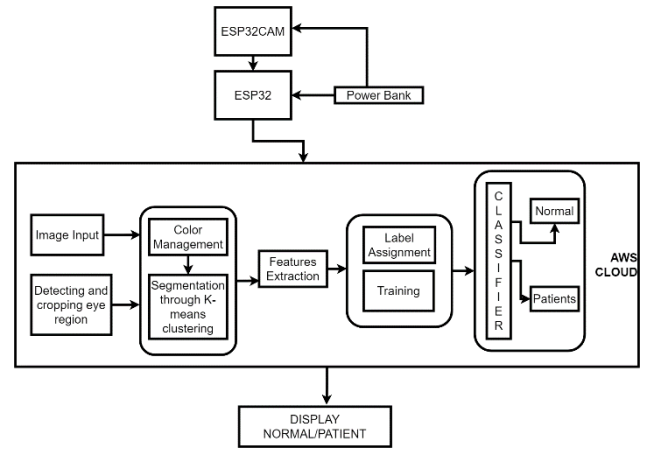 ESP32CAM
ESP32
Power Bank
Image Input
Detecting and
cropping eye
region
Color
Management
Segmentation
through K-
means
clustering
Features
Extraction
Label
Assignment
Training
C
L
A
S
S
I
F
I
E
R
Normal
Patients
AWS
CLOUD
DISPLAY
NORMAL/PATIENT